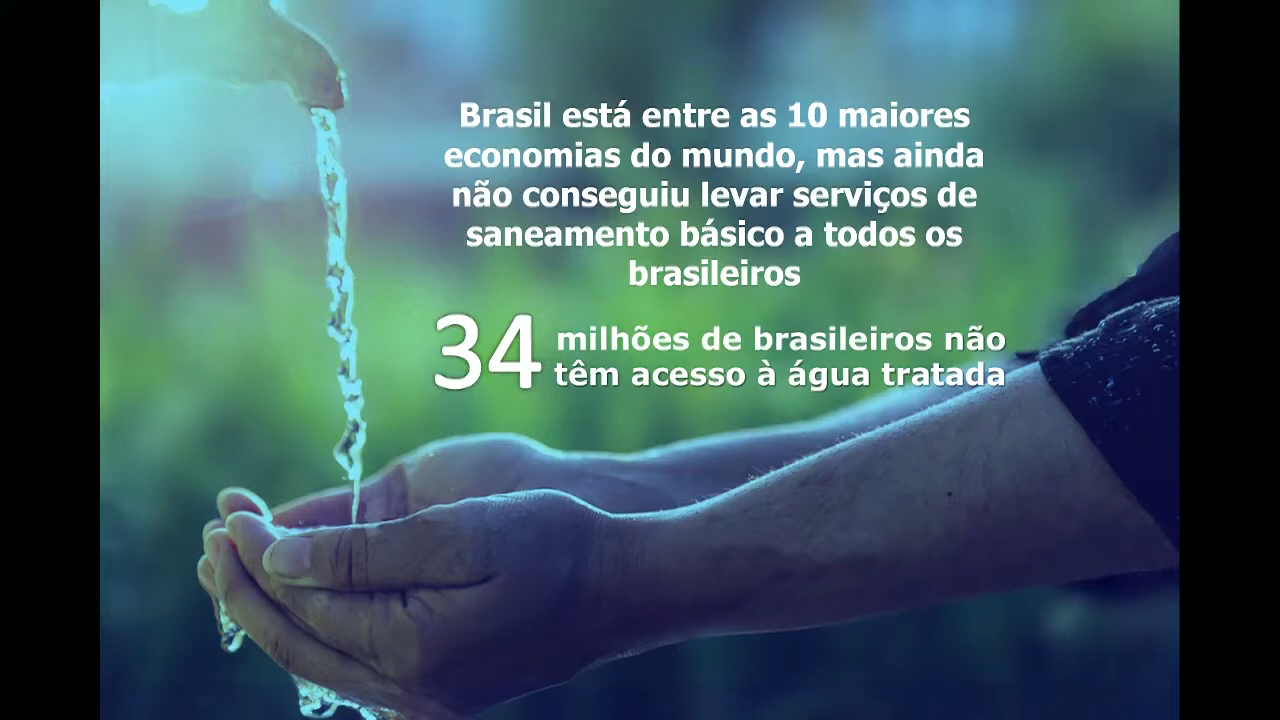 Brasil está entre as 10 maiores
economias do mundo, mas ainda
não conseguiu levar serviços de
saneamento básico a todos os
brasileiros
34 milhões de brasileiros não
têm acesso à água tratada